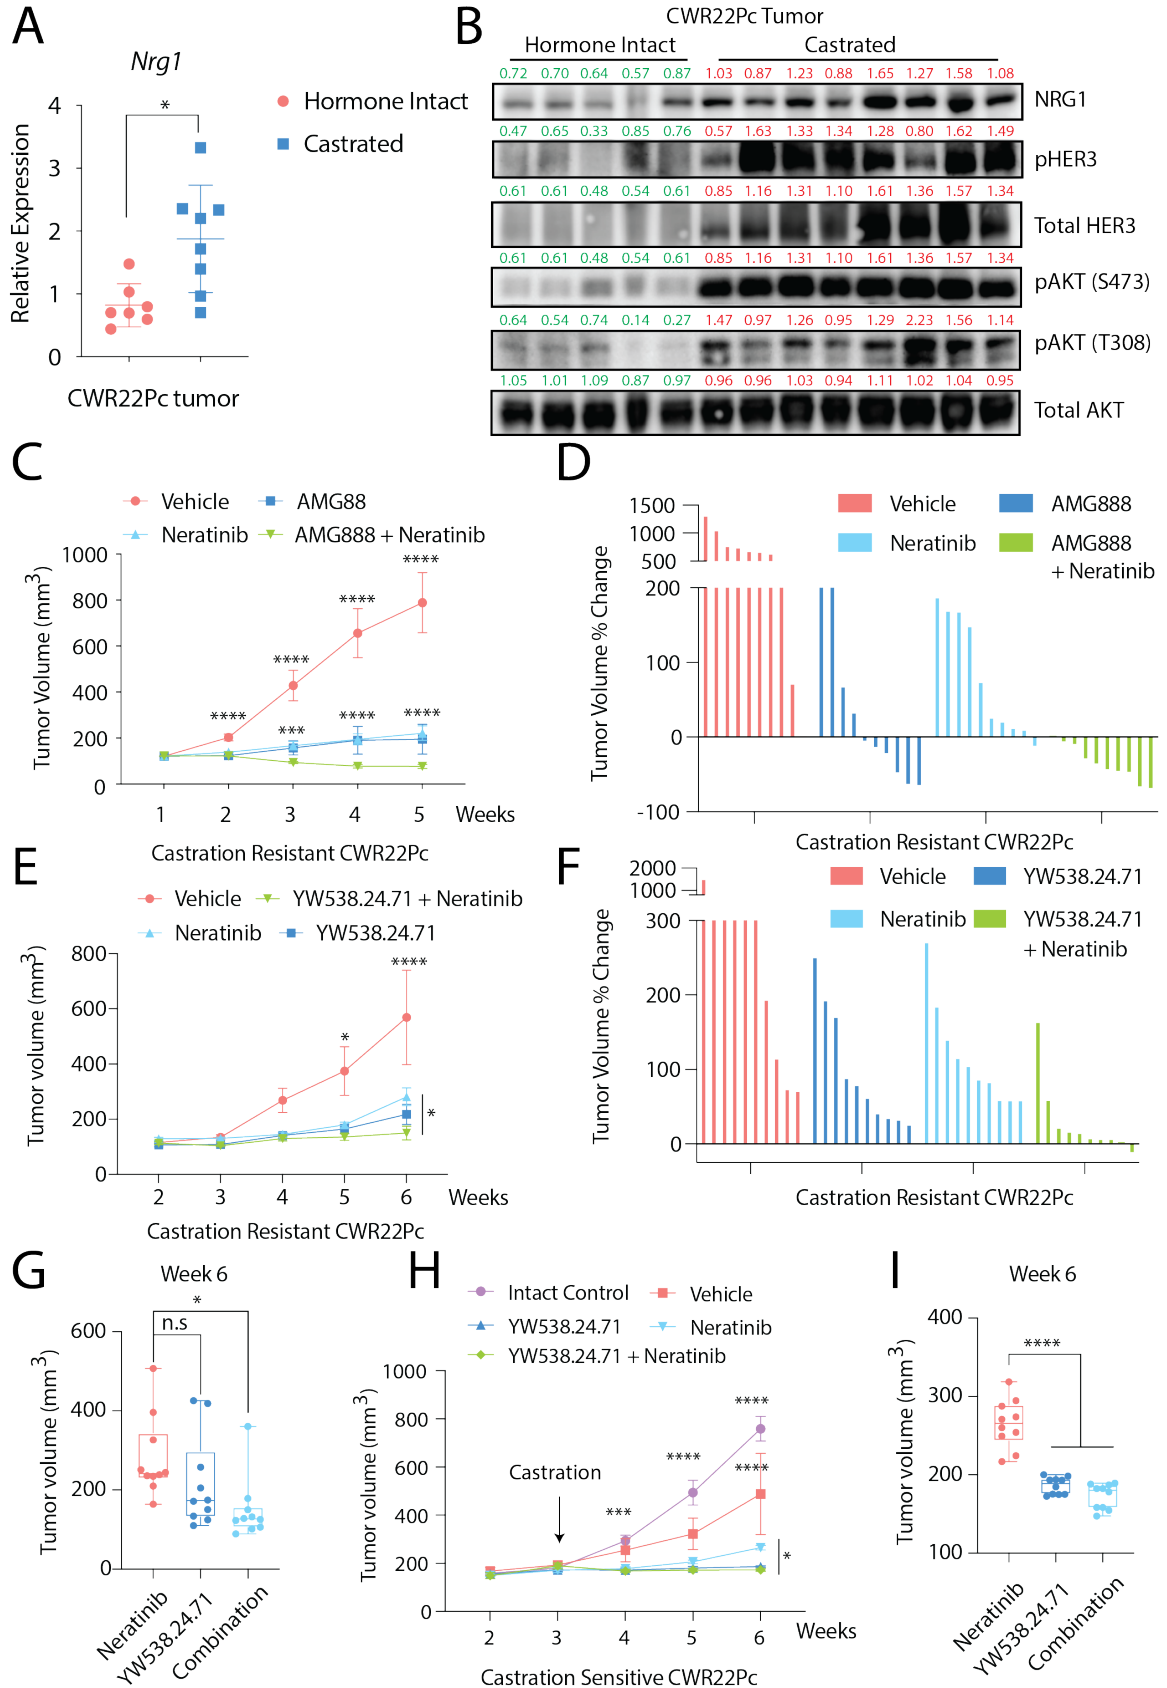 A
Nrg1
*
Hormone Intact
Castrated
Relative Expression
4
3
2
1
0
CWR22Pc tumor
B
CWR22Pc Tumor
Hormone Intact Castrated
0.72 0.70 0.64 0.57 0.87 1.03 0.87 1.23 0.88 1.65 1.27 1.58 1.08
NRG1
0.47 0.65 0.33 0.85 0.76 0.57 1.63 1.33 1.34 1.28 0.80 1.62 1.49
pHER3
0.61 0.61 0.48 0.54 0.61 0.85 1.16 1.31 1.10 1.61 1.36 1.57 1.34
Total HER3
0.61 0.61 0.48 0.54 0.61 0.85 1.16 1.31 1.10 1.61 1.36 1.57 1.34
pAKT (S473)
0.64 0.54 0.74 0.14 0.27 1.47 0.97 1.26 0.95 1.29 2.23 1.56 1.14
pAKT (T308)
1.05 1.01 1.09 0.87 0.97 0.96 0.96 1.03 0.94 1.11 1.02 1.04 0.95
Total AKT
C
Vehicle AMG88
Neratinib AMG888 + Neratinib
Tumor Volume (mm3)
1000
800
600
400
200
0
**** **** **** ****
*** **** ****
1 2 3 4 5 Weeks
Castration Resistant CWR22Pc
D
Vehicle AMG888
Neratinib AMG888
+ Neratinib
Tumor Volume % Change
1500
1000
500
200
100
0
-100
Castration Resistant CWR22Pc
E
Vehicle YW538.24.71 + Neratinib
Neratinib YW538.24.71
Tumor volume (mm3)
800
600
400
200
0
* ****
*
2 3 4 5 6 Weeks
Castration Resistant CWR22Pc
F
Vehicle YW538.24.71
Neratinib YW538.24.71
+ Neratinib
Tumor Volume % Change
2000
1000
300
200
100
0
Castration Resistant CWR22Pc
G
Week 6
*
n.s
Tumor volume (mm3)
600
400
200
0
Neratinib
YW538.24.71
Combination
H
Intact Control Vehicle
YW538.24.71 Neratinib
YW538.24.71 + Neratinib
Tumor volume (mm3)
1000
800
600
400
200
0
Castration
*** **** ****
****
*
2 3 4 5 6 Weeks
Castration Sensitive CWR22Pc
I
Week 6
****
Tumor volume (mm3)
400
300
200
100
Neratinib
YW538.24.71
Combination